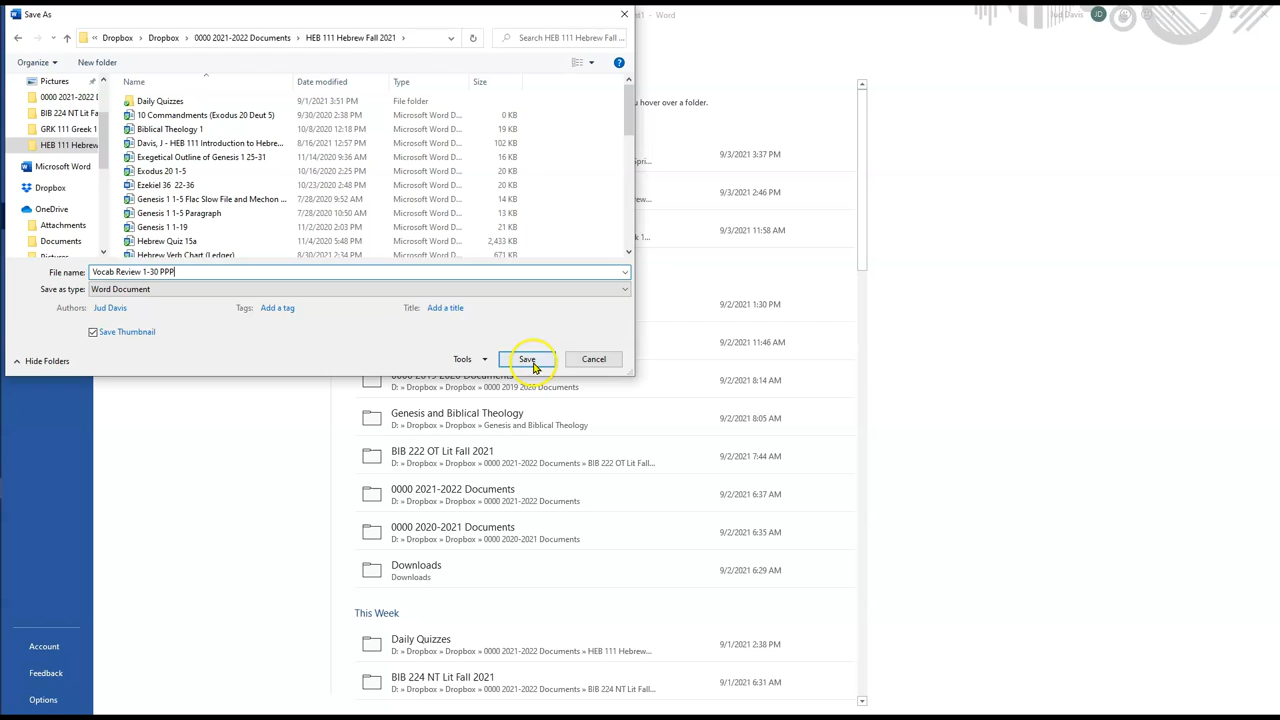 Save As
nt1 - Word
Jud Davis
JD
Dropbox › Dropbox › 0000 2021-2022 Documents › HEB 111 Hebrew Fall 2021 ›
Search HEB 111 Hebrew Fall ...
Organize
New folder
Pictures
0000 2021-2022 D
BIB 224 NT Lit Fa
GRK 111 Greek 1
HEB 111 Hebrew
Microsoft Word
Dropbox
OneDrive
Attachments
Documents
Pictures
Name Date modified Type Size
Daily Quizzes 9/1/2021 3:51 PM File folder
10 Commandments (Exodus 20 Deut 5) 9/30/2020 2:38 PM Microsoft Word D... 0 KB
Biblical Theology 1 10/8/2020 12:18 PM Microsoft Word D... 19 KB
Davis, J - HEB 111 Introduction to Hebre... 8/16/2021 12:57 PM Microsoft Word D... 102 KB
Exegetical Outline of Genesis 1 25-31 11/14/2020 9:36 AM Microsoft Word D... 16 KB
Exodus 20 1-5 10/16/2020 2:25 PM Microsoft Word D... 20 KB
Ezekiel 36 22-36 10/23/2020 2:48 PM Microsoft Word D... 20 KB
Genesis 1 1-5 Flac Slow File and Mechon ... 7/28/2020 9:52 AM Microsoft Word D... 14 KB
Genesis 1 1-5 Paragraph 7/28/2020 10:50 AM Microsoft Word D... 13 KB
Genesis 1 1-19 11/2/2020 2:03 PM Microsoft Word D... 21 KB
Hebrew Quiz 15a 11/4/2020 5:48 PM Microsoft Word D... 2,433 KB
Hebrew Verb Chart (Ledger) 8/30/2021 2:34 PM Microsoft Word D... 671 KB
File name: Vocab Review 1-30 PPP
Save as type: Word Document
Authors: Jud Davis Tags: Add a tag Title: Add a title
Save Thumbnail
Hide Folders
Tools
Save
Cancel
u hover over a folder.
9/3/2021 3:37 PM
Spri...
9/3/2021 2:46 PM
rew...
9/3/2021 11:58 AM
k 1...
9/2/2021 1:30 PM
9/2/2021 11:46 AM
9/2/2021 8:14 AM
D: » Dropbox » Dropbox » 0000 2019 2020 Documents
Genesis and Biblical Theology 9/2/2021 8:05 AM
D: » Dropbox » Dropbox » Genesis and Biblical Theology
BIB 222 OT Lit Fall 2021 9/2/2021 7:44 AM
D: » Dropbox » Dropbox » 0000 2021-2022 Documents » BIB 222 OT Lit Fall...
0000 2021-2022 Documents 9/2/2021 6:37 AM
D: » Dropbox » Dropbox » 0000 2021-2022 Documents
0000 2020-2021 Documents 9/2/2021 6:35 AM
D: » Dropbox » Dropbox » 0000 2020-2021 Documents
Downloads 9/2/2021 6:29 AM
Downloads
This Week
Daily Quizzes 9/1/2021 2:38 PM
D: » Dropbox » Dropbox » 0000 2021-2022 Documents » HEB 111 Hebrew...
BIB 224 NT Lit Fall 2021 9/1/2021 6:31 AM
D: » Dropbox » Dropbox » 0000 2021-2022 Documents » BIB 224 NT Lit Fall...
Account
Feedback
Options